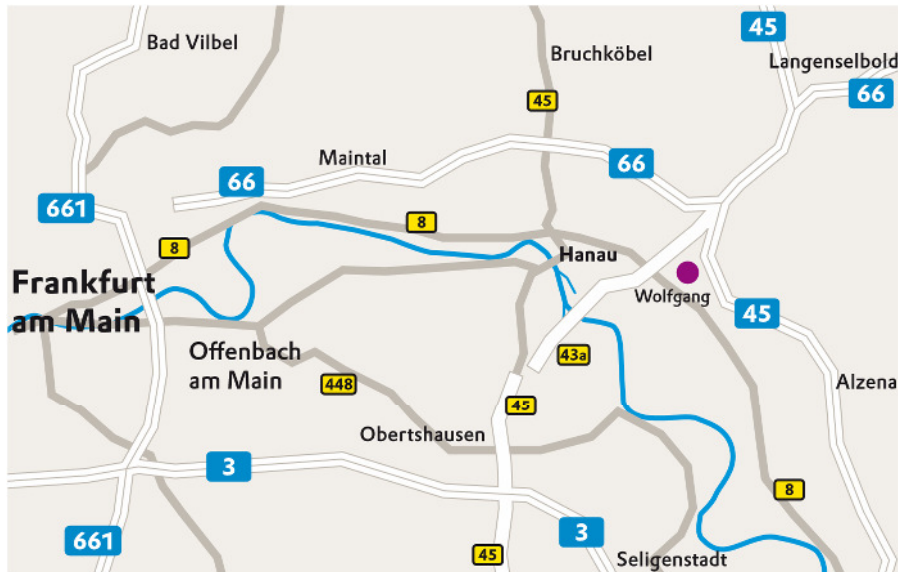 45
Bad Vilbel
Bruchköbel
Langenselbold
66
45
Maintal
66
66
661
8
8
Hanau
Frankfurt
am Main
Wolfgang
45
Offenbach
am Main
43a
448
Alzena
45
Obertshausen
3
8
661
3
45
Seligenstadt